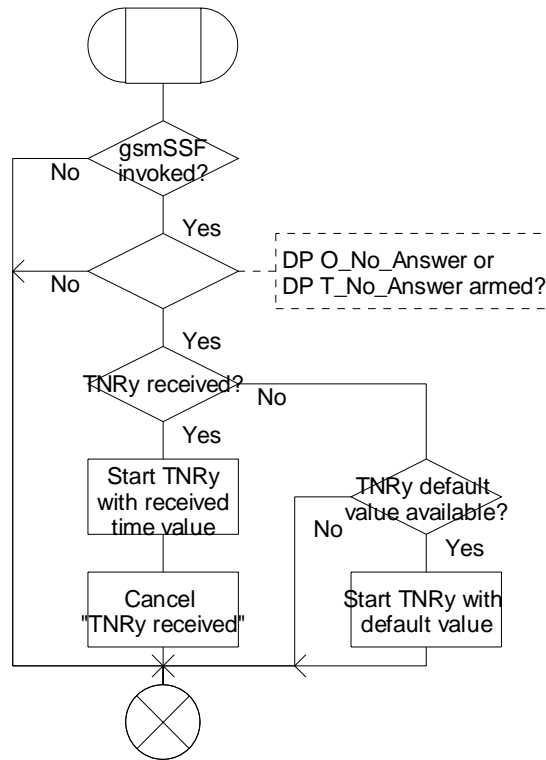 gsmSSF
invoked?
No
Yes
DP O_No_Answer or
DP T_No_Answer armed?
No
Yes
TNRy received?
No
Yes
Start TNRy
with received
time value
TNRy default
value available?
No
Yes
Cancel
"TNRy received"
Start TNRy with
default value